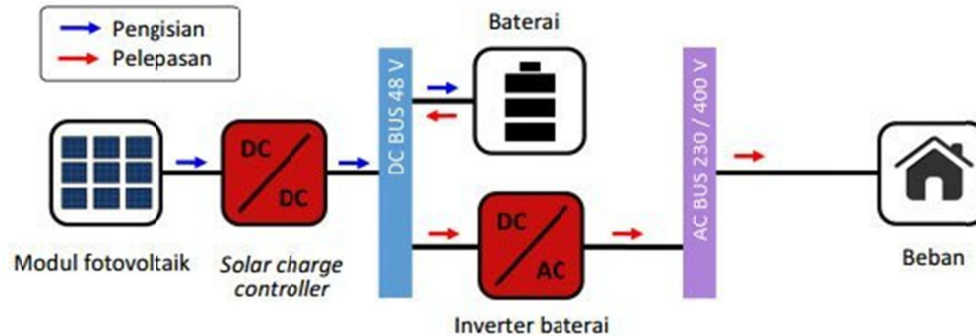 Pengisian
Pelepasan
Baterai
DC BUS 48 V
AC BUS 230 / 400 V
DC
DC
Modul fotovoltaik
Solar charge
controller
DC
AC
Inverter baterai
Beban